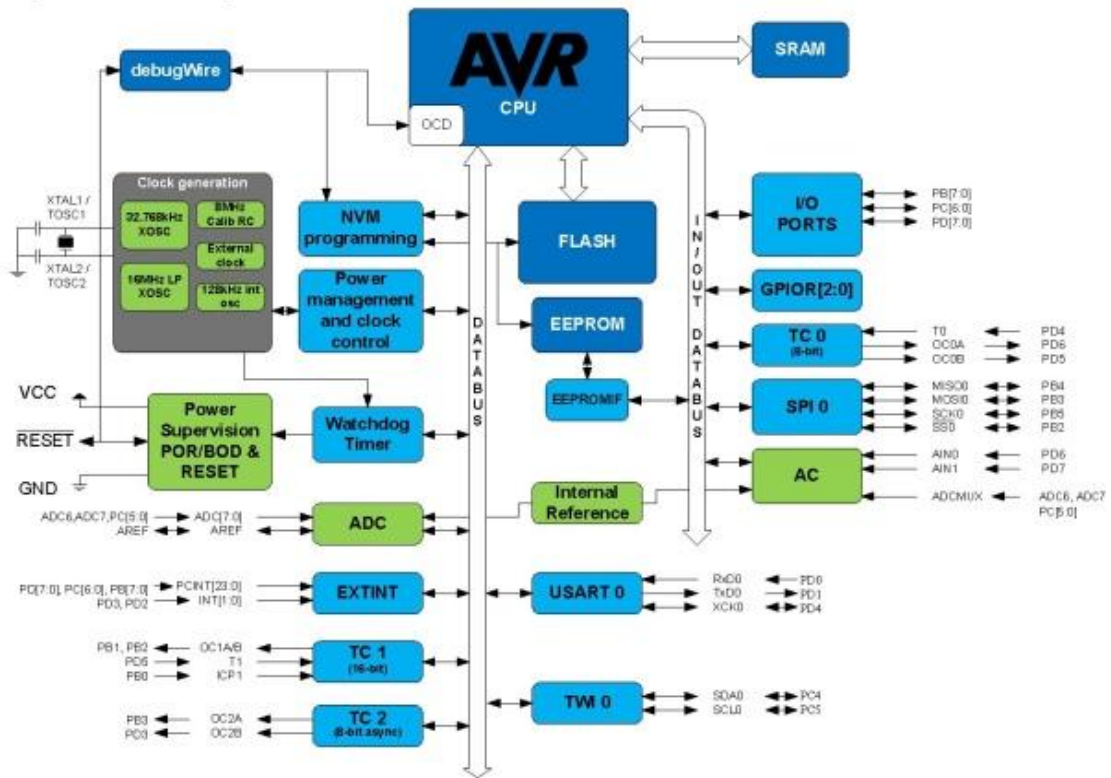 AVR
CPU
OCD
SRAM
debugWire
Clock generation
XTAL1 /
TOSC1
32.768kHz
XOSC
8MHz
Calib RC
External
clock
XTAL2 /
TOSC2
16MHz LP
XOSC
128kHz int
osc
NVM
programming
FLASH
I/O
PORTS
PB[7:0]
PC[6:0]
PD[7:0]
Power
management
and clock
control
EEPROM
GPIOR[2:0]
DATABUS
IN/OUT DATABUS
TC 0
(8-bit)
T0 PD4
OC0A PD6
OC0B PD5
VCC
RESET
GND
Power
Supervision
POR/BOD &
RESET
Watchdog
Timer
EEPROMIF
SPI 0
MISO0 PB4
MOSI0 PB3
SCK0 PB5
SS0 PB2
AC
AIN0 PD6
AIN1 PD7
ADCMUX ADC6, ADC7
PC[5:0]
Internal
Reference
ADC6,ADC7,PC[5:0] ADC[7:0]
AREF AREF
ADC
PD[7:0], PC[6:0], PB[7:0] PCINT[23:0]
PD3, PD2 INT[1:0]
EXTINT
USART 0
RxD0 PD0
TxD0 PD1
XCK0 PD4
PB1, PB2 OC1A/B
PD5 T1
PB0 ICP1
TC 1
(16-bit)
TWI 0
SDA0 PC4
SCL0 PC5
PB3 OC2A
PD3 OC2B
TC 2
(8-bit async)